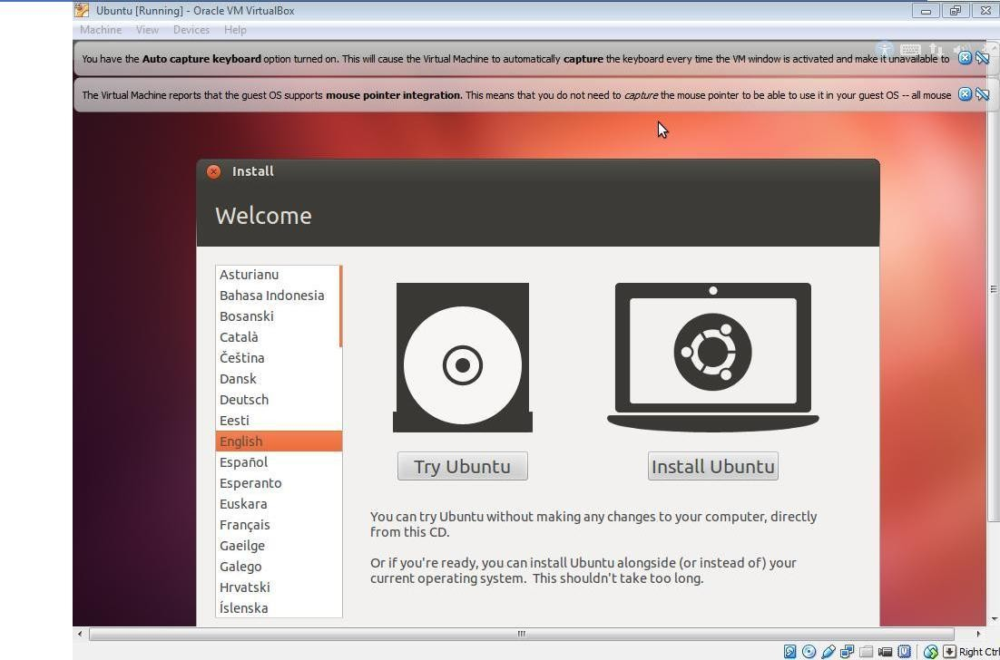 Ubuntu [Running] - Oracle VM VirtualBox
Machine View Devices Help
You have the Auto capture keyboard option turned on. This will cause the Virtual Machine to automatically capture the keyboard every time the VM window is activated and make it unavailable to
The Virtual Machine reports that the guest OS supports mouse pointer integration. This means that you do not need to capture the mouse pointer to be able to use it in your guest OS -- all mouse
Install
Welcome
Asturianu
Bahasa Indonesia
Bosanski
Català
Čeština
Dansk
Deutsch
Eesti
English
Español
Esperanto
Euskara
Français
Gaeilge
Galego
Hrvatski
Íslenska
Try Ubuntu
Install Ubuntu
You can try Ubuntu without making any changes to your computer, directly
from this CD.
Or if you're ready, you can install Ubuntu alongside (or instead of) your
current operating system. This shouldn't take too long.
Right Ctrl